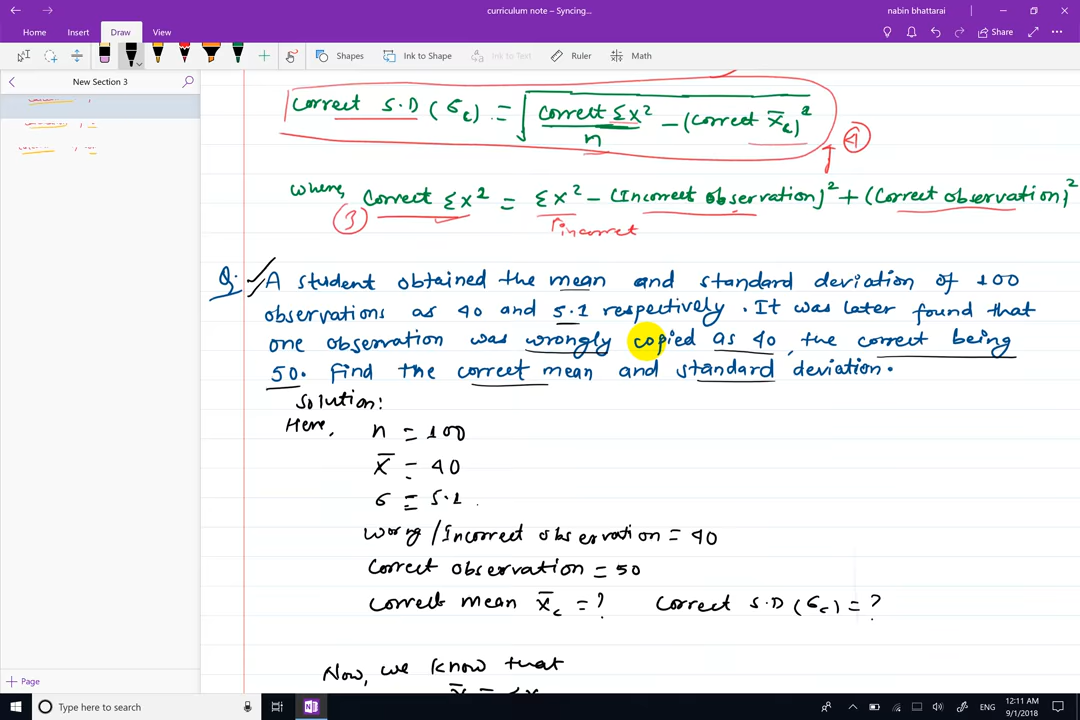 curriculum note – Syncing...
nabin bhattarai
Home Insert Draw View
Share
Shapes Ink to Shape Ink to Text Ruler Math
New Section 3
Correct S.D (σc) = √ Correct Σx² / n − (Correct x̄c)²
④
where, Correct Σx² = Σx² − (Incorrect observation)² + (Correct observation)²
③ incorret
Q. A student obtained the mean and standard deviation of 100
observations as 40 and 5.1 respectively. It was later found that
one observation was wrongly copied as 40, the correct being
50. Find the correct mean and standard deviation.
Solution:
Here, n = 100
x̄ = 40
σ = 5.1
Worng/Incorrect observation = 40
Correct observation = 50
Correct mean x̄c = ? Correct S.D (σc) = ?
Now, we know that
+ Page
Type here to search
ENG
12:11 AM
9/1/2018